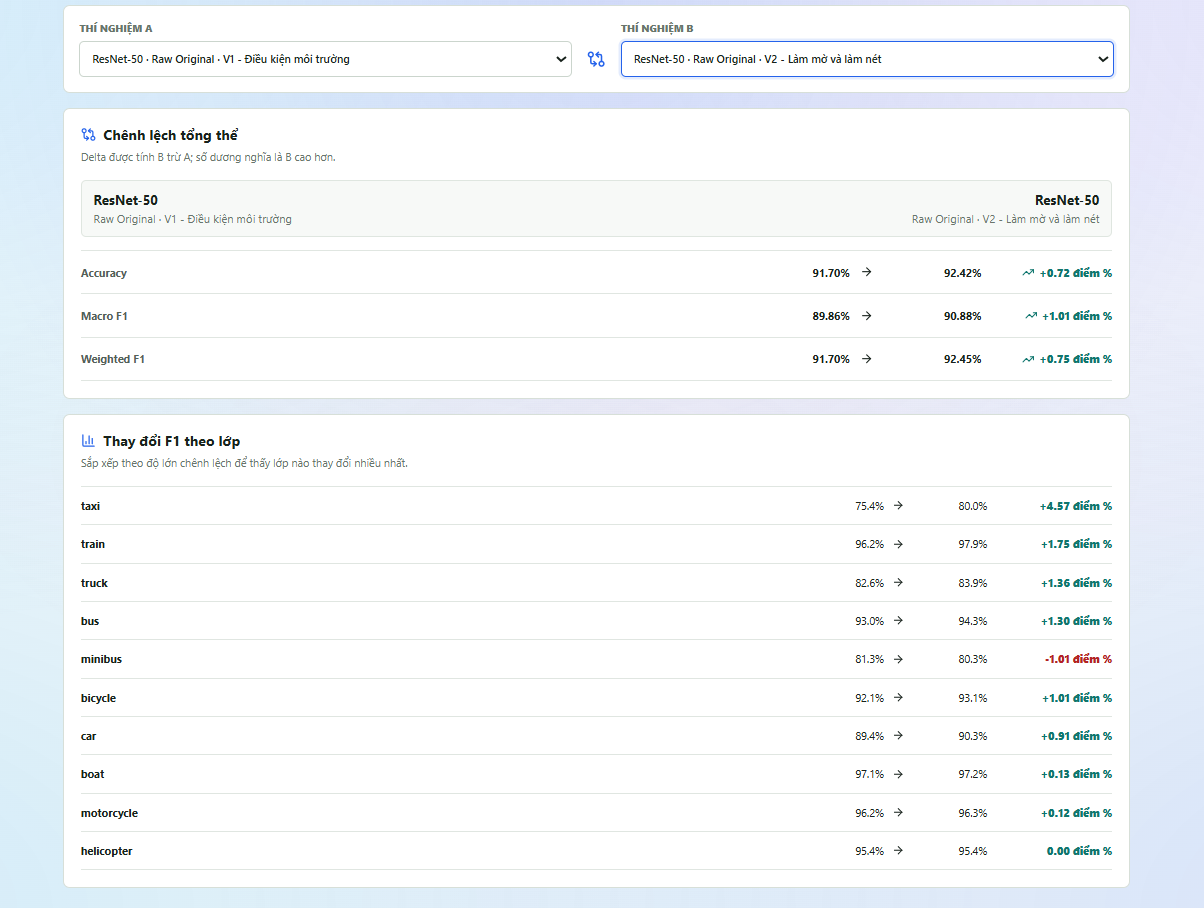 THÍ NGHIỆM A
THÍ NGHIỆM B
ResNet-50 · Raw Original · V1 - Điều kiện môi trường
ResNet-50 · Raw Original · V2 - Làm mờ và làm nét
Chênh lệch tổng thể
Delta được tính B trừ A; số dương nghĩa là B cao hơn.
ResNet-50
ResNet-50
Raw Original · V1 - Điều kiện môi trường
Raw Original · V2 - Làm mờ và làm nét
Accuracy 91.70% → 92.42% +0.72 điểm %
Macro F1 89.86% → 90.88% +1.01 điểm %
Weighted F1 91.70% → 92.45% +0.75 điểm %
Thay đổi F1 theo lớp
Sắp xếp theo độ lớn chênh lệch để thấy lớp nào thay đổi nhiều nhất.
taxi 75.4% → 80.0% +4.57 điểm %
train 96.2% → 97.9% +1.75 điểm %
truck 82.6% → 83.9% +1.36 điểm %
bus 93.0% → 94.3% +1.30 điểm %
minibus 81.3% → 80.3% -1.01 điểm %
bicycle 92.1% → 93.1% +1.01 điểm %
car 89.4% → 90.3% +0.91 điểm %
boat 97.1% → 97.2% +0.13 điểm %
motorcycle 96.2% → 96.3% +0.12 điểm %
helicopter 95.4% → 95.4% 0.00 điểm %